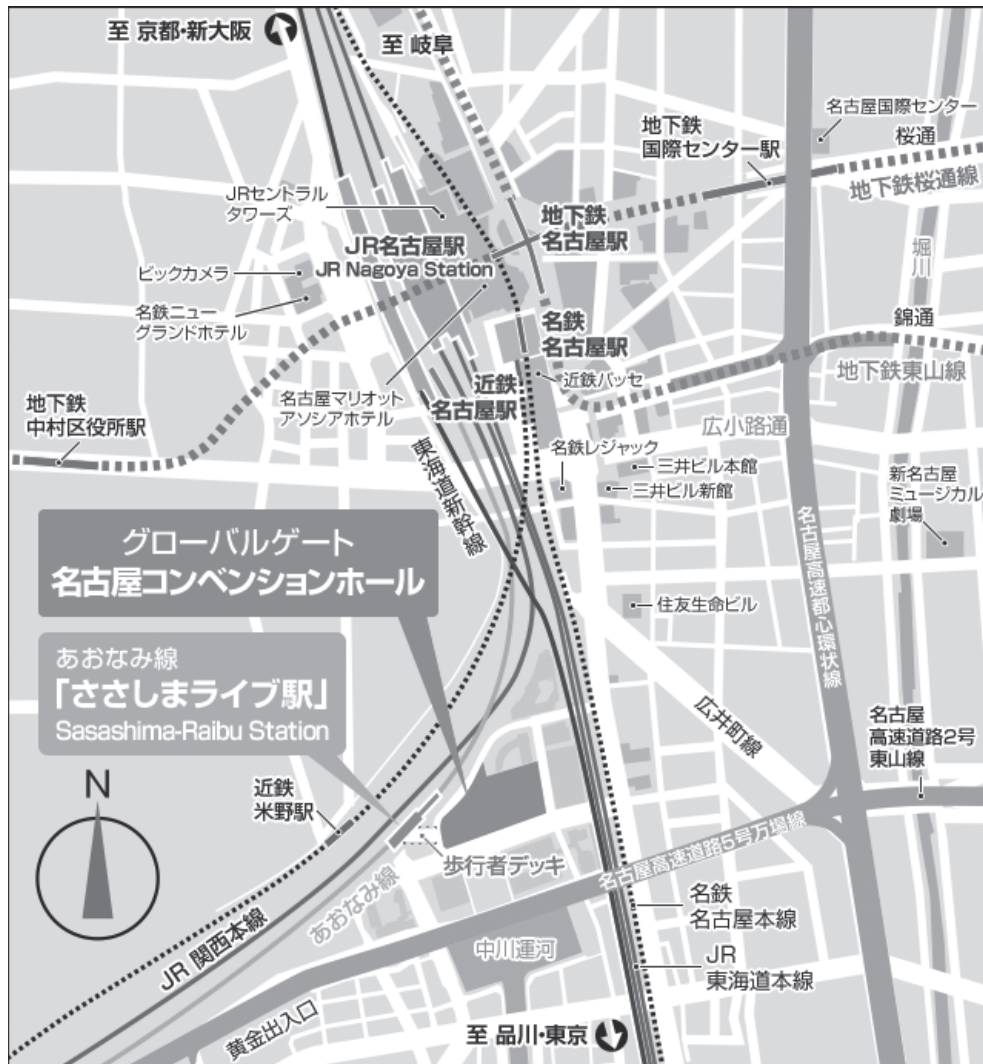 至 京都・新大阪
至 岐阜
名古屋国際センター
地下鉄
国際センター駅
桜通
地下鉄桜通線
JRセントラル
タワーズ
地下鉄
名古屋駅
JR名古屋駅
JR Nagoya Station
堀川
ビックカメラ
名鉄ニュー
グランドホテル
名鉄
名古屋駅
錦通
地下鉄東山線
近鉄パッセ
近鉄
名古屋駅
名古屋マリオット
アソシアホテル
地下鉄
中村区役所駅
広小路通
東海道新幹線
名鉄レジャック
三井ビル本館
三井ビル新館
新名古屋
ミュージカル
劇場
名古屋高速都心環状線
グローバルゲート
名古屋コンベンションホール
住友生命ビル
あおなみ線
「ささしまライブ駅」
Sasashima-Raibu Station
広井町線
名古屋
高速道路2号
東山線
N
近鉄
米野駅
歩行者デッキ
名古屋高速道路5号万場線
あおなみ線
JR 関西本線
名鉄
名古屋本線
中川運河
JR
東海道本線
黄金出入口
至 品川・東京